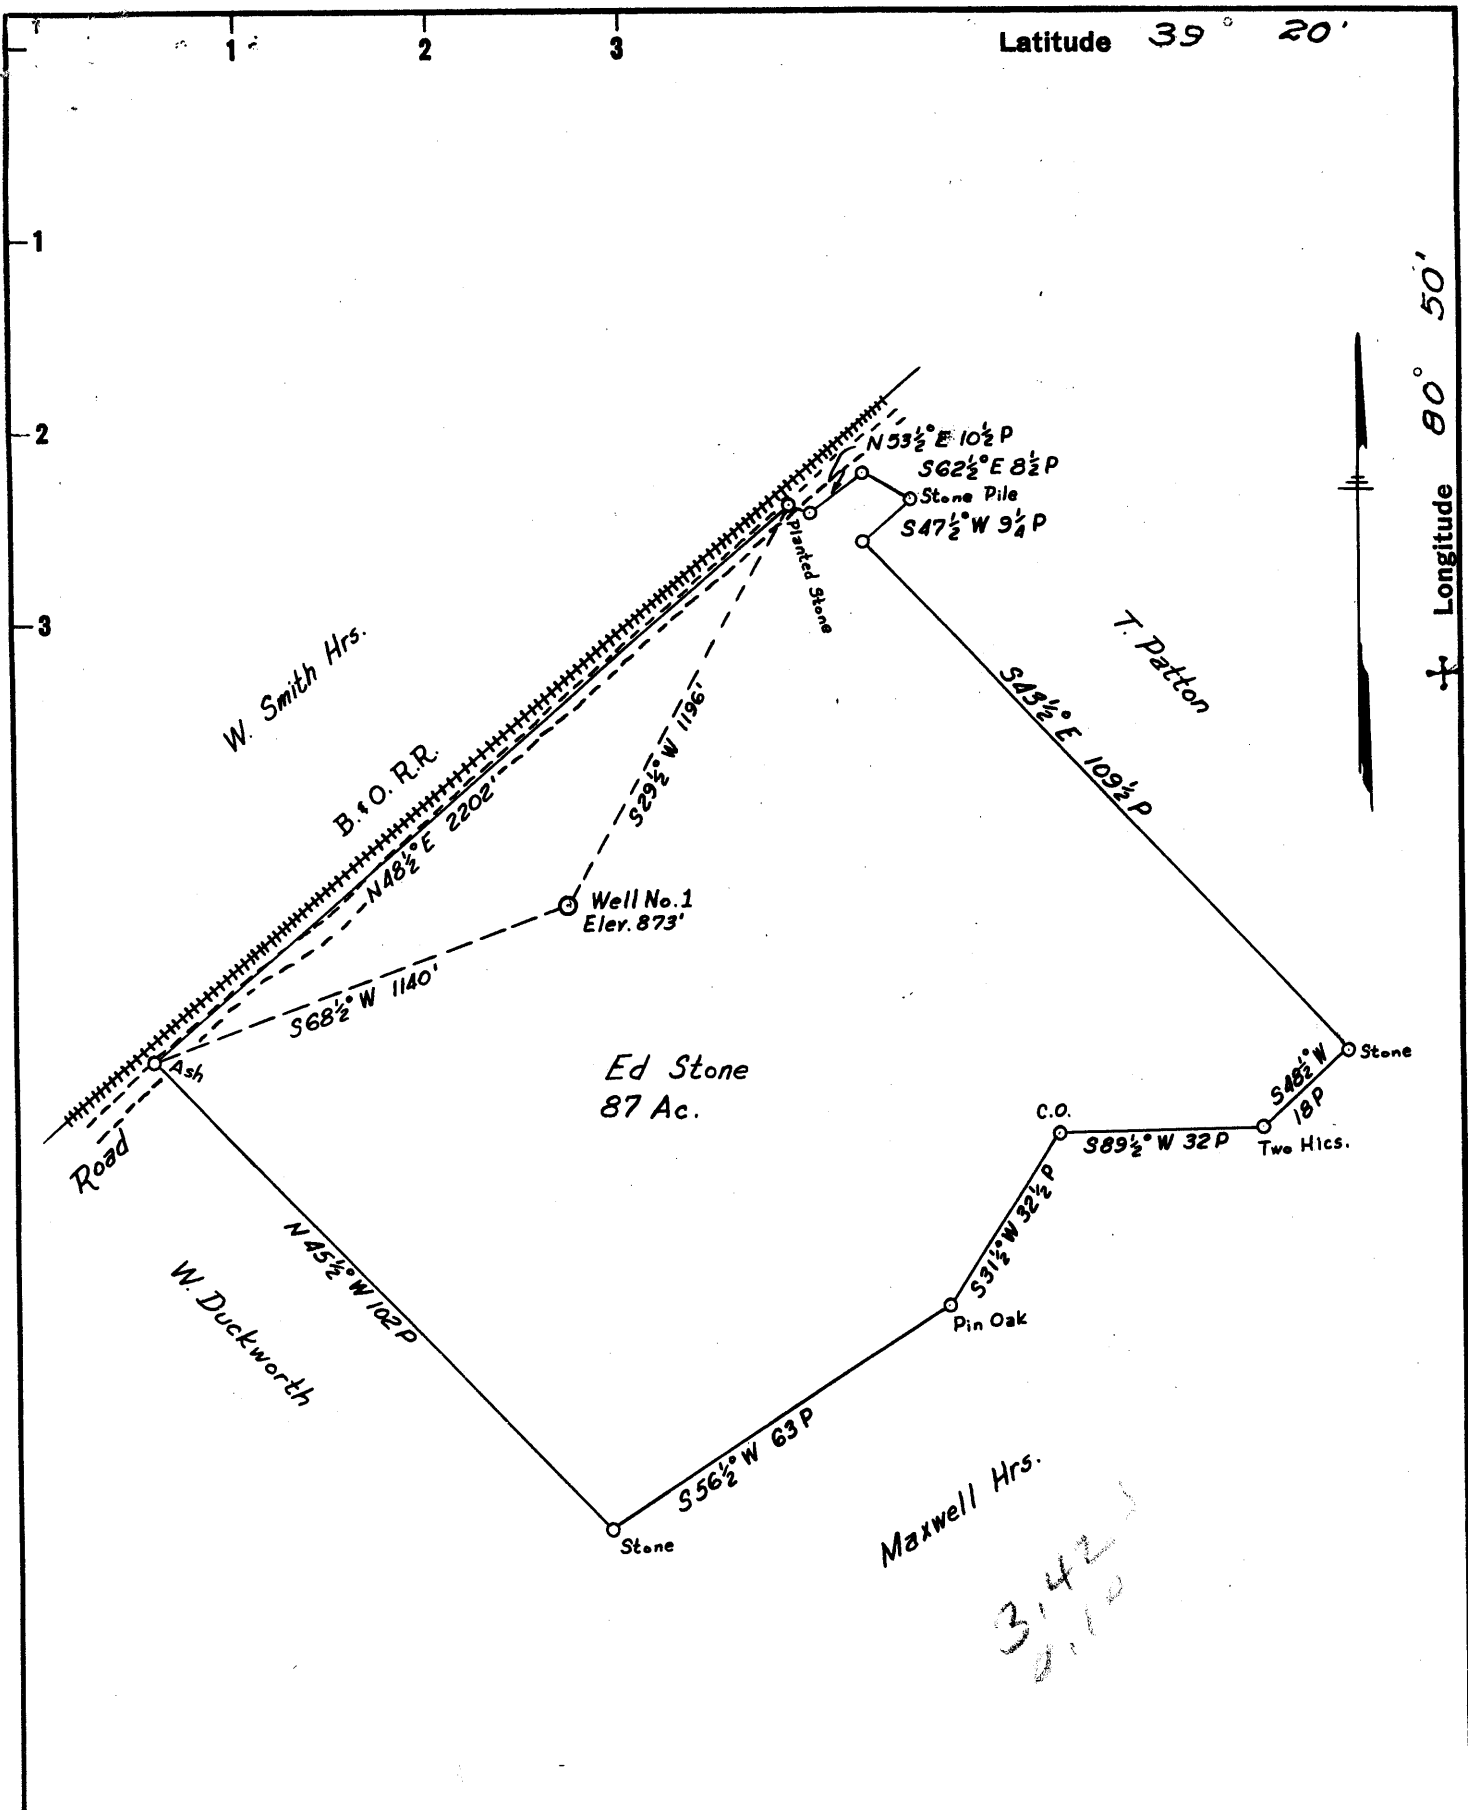 1
2
3
Latitude 39° 20'
1
2
3
80° 50'
Longitude
N 53½° E 10½ P
S 62½° E 8½ P
Stone Pile
S 47½° W 9¼ P
Planted Stone
W. Smith Hrs.
T. Patton
B. & O. R.R.
N 48½° E 2202'
S 29½° W 1196'
S 43½° E 109½ P
Well No. 1
Elev. 873'
S 68½° W 1140'
Ash
Road
Ed Stone
87 Ac.
Stone
S 48½° W
18 P
C.O.
S 89½° W 32 P
Two Hics.
S 31½° W 32½ P
Pin Oak
N 45½° W 102 P
W. Duckworth
S 56½° W 63 P
Stone
Maxwell Hrs.
3.42